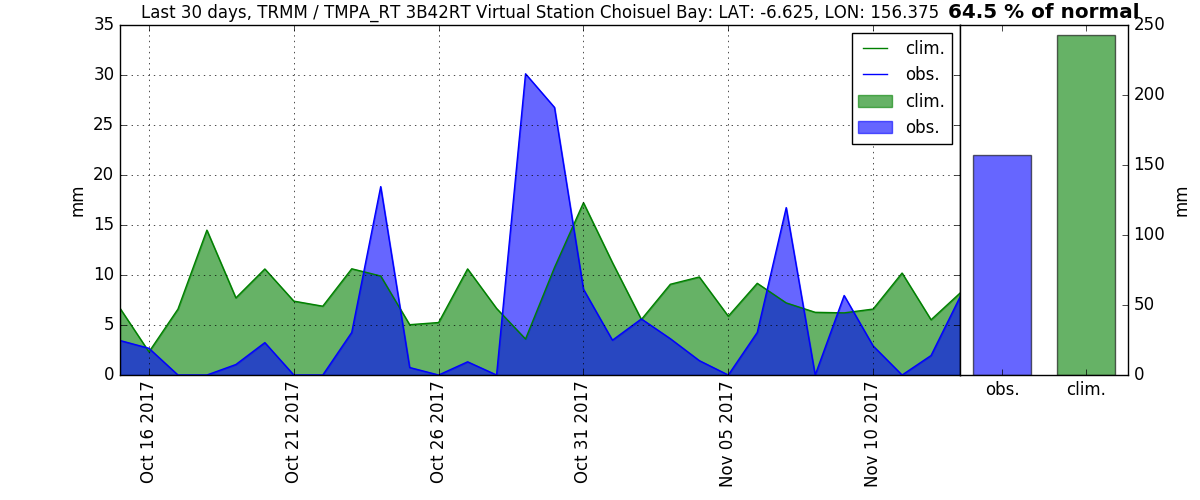 Last 30 days, TRMM / TMPA_RT 3B42RT Virtual Station Choisuel Bay: LAT: -6.625, LON: 156.375 64.5 % of normal
35
30
25
20
15
10
5
0
mm
clim.
obs.
clim.
obs.
Oct 16 2017
Oct 21 2017
Oct 26 2017
Oct 31 2017
Nov 05 2017
Nov 10 2017
250
200
150
100
50
0
mm
obs. clim.